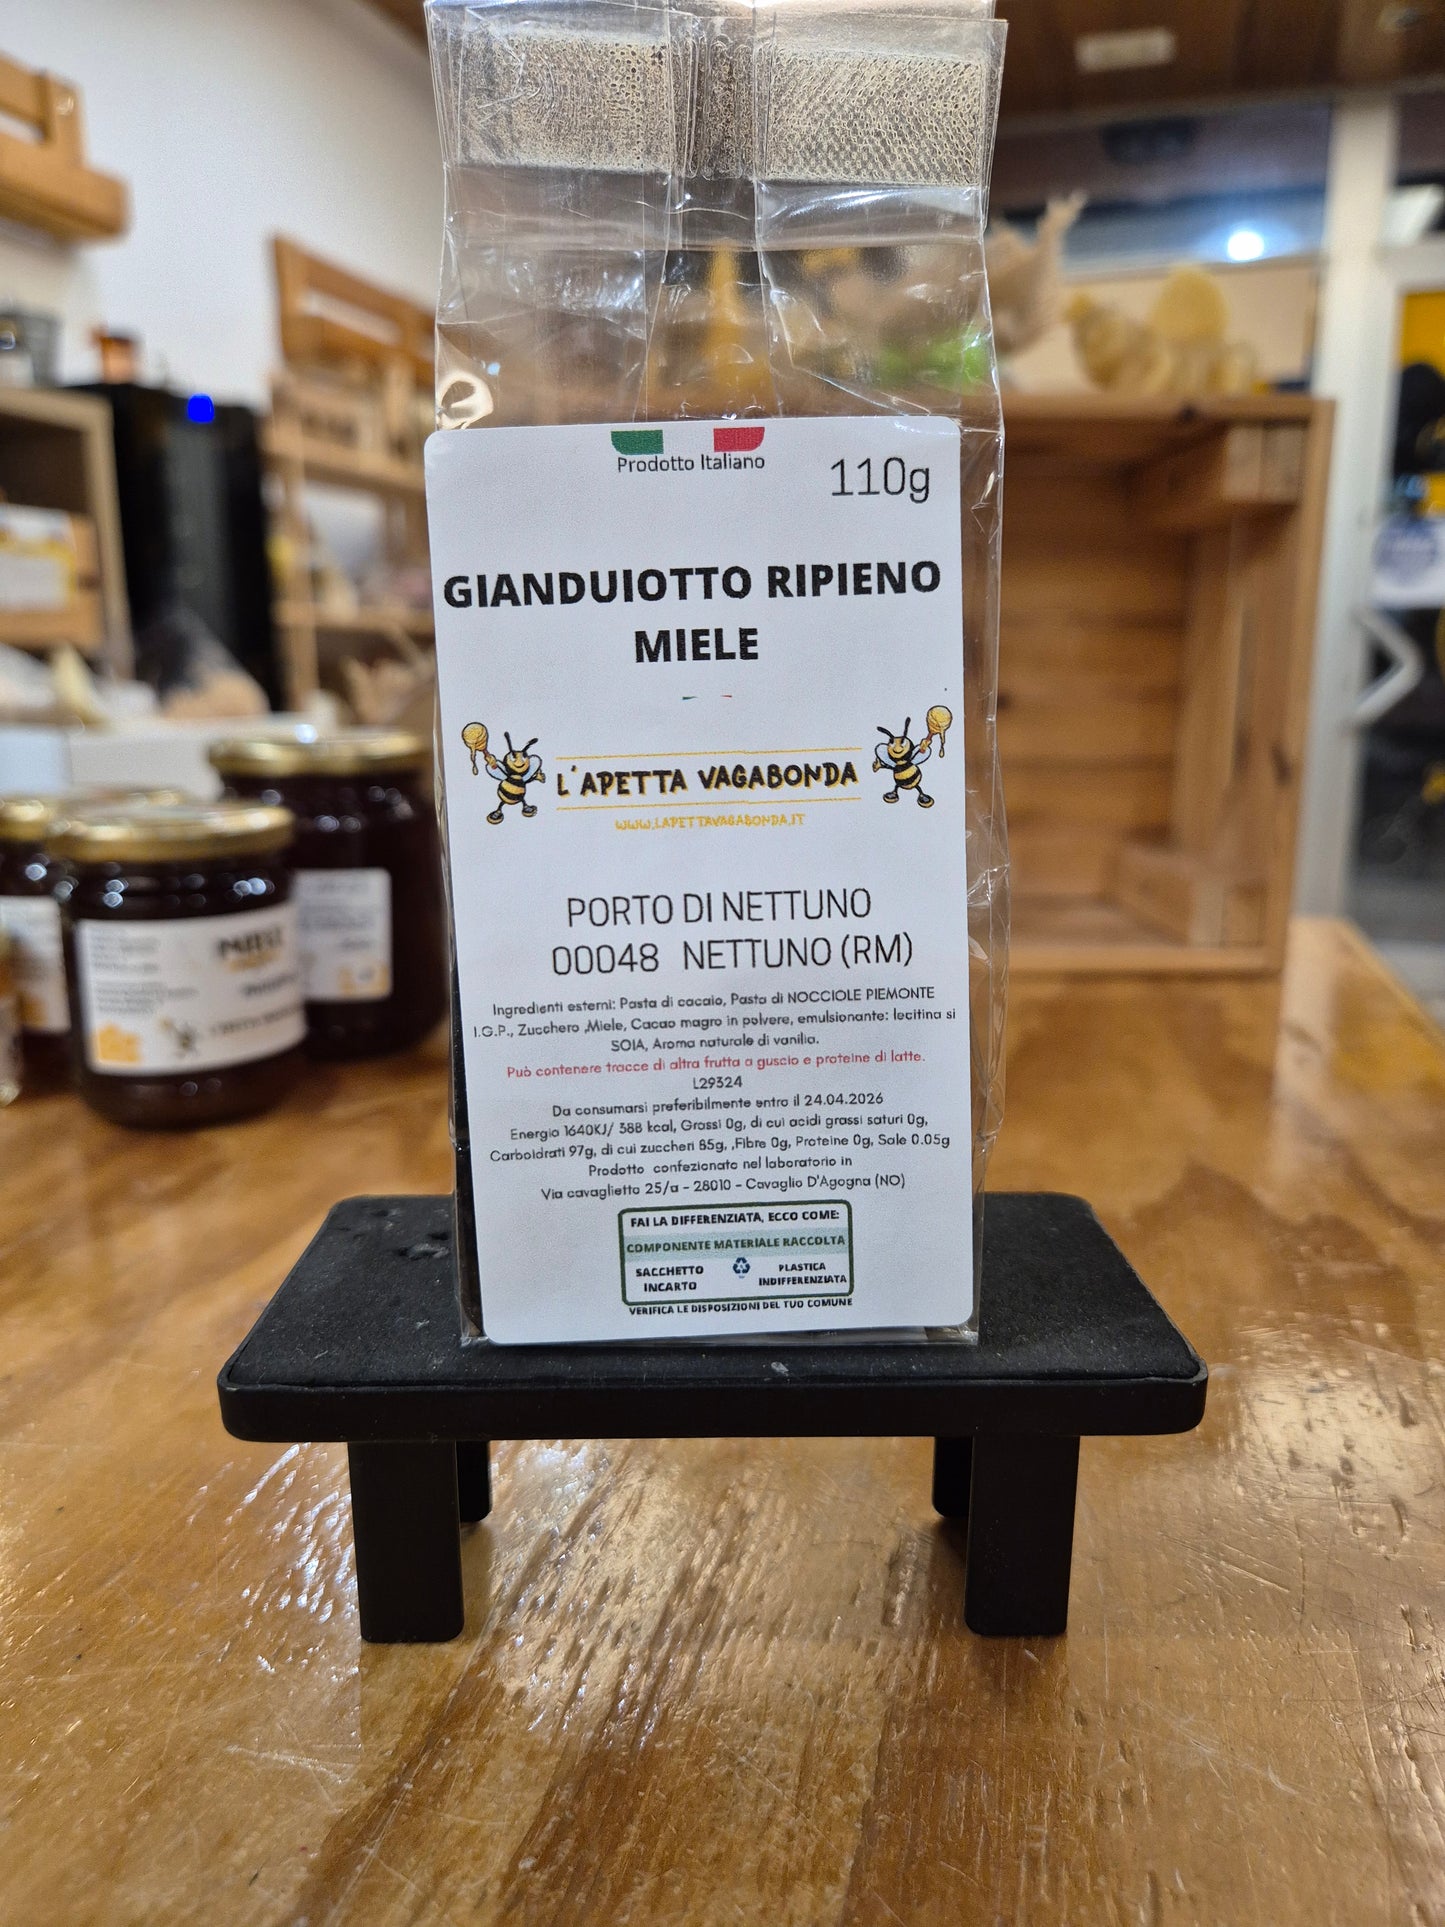 Prodotto Italiano
110g
GIANDUIOTTO RIPIENO
MIELE
L'APETTA VAGABONDA
WWW.LAPETTAVAGABONDA.IT
PORTO DI NETTUNO
00048 NETTUNO (RM)
Ingredienti esterni: Pasta di cacaio, Pasta di NOCCIOLE PIEMONTE
I.G.P., Zucchero ,Miele, Cacao magro in polvere, emulsionante: lecitina si
SOIA, Aroma naturale di vanilia.
Può contenere tracce di altra frutta a guscio e proteine di latte.
L29324
Da consumarsi preferibilmente entro il 24.04.2026
Energia 1640KJ/ 388 kcal, Grassi 0g, di cui acidi grassi saturi 0g,
Carboidrati 97g, di cui zuccheri 85g, ,Fibre 0g, Proteine 0g, Sale 0.05g
Prodotto confezionato nel laboratorio in
Via cavaglietto 25/a - 28010 - Cavaglio D'Agogna (NO)
FAI LA DIFFERENZIATA, ECCO COME:
COMPONENTE MATERIALE RACCOLTA
SACCHETTO PLASTICA
INCARTO INDIFFERENZIATA
VERIFICA LE DISPOSIZIONI DEL TUO COMUNE